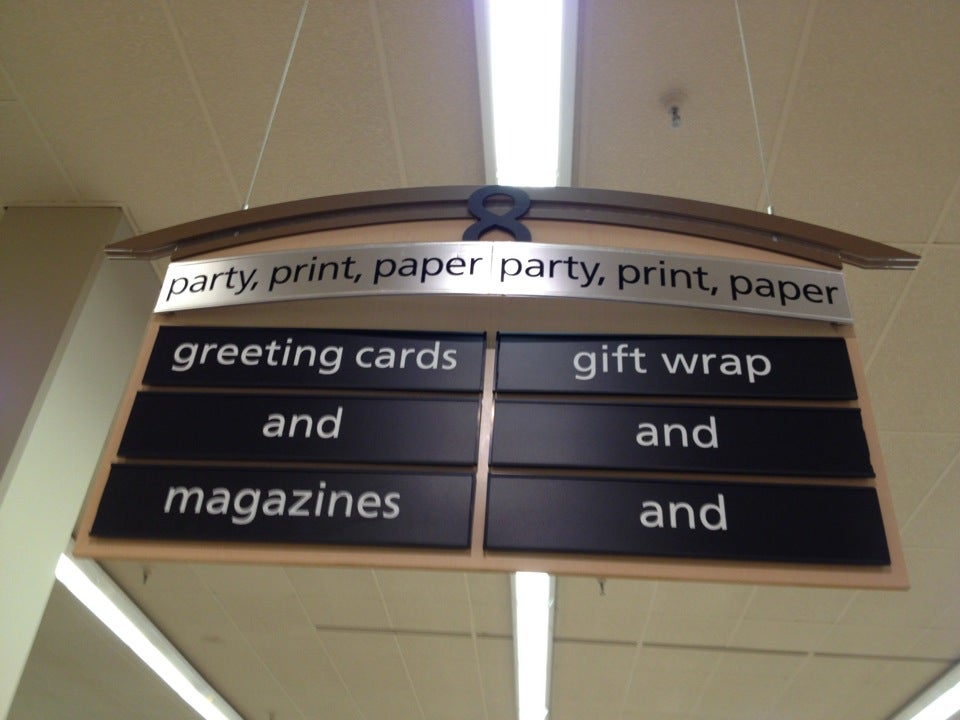 8
party, print, paper party, print, paper
greeting cards
and
magazines
gift wrap
and
and